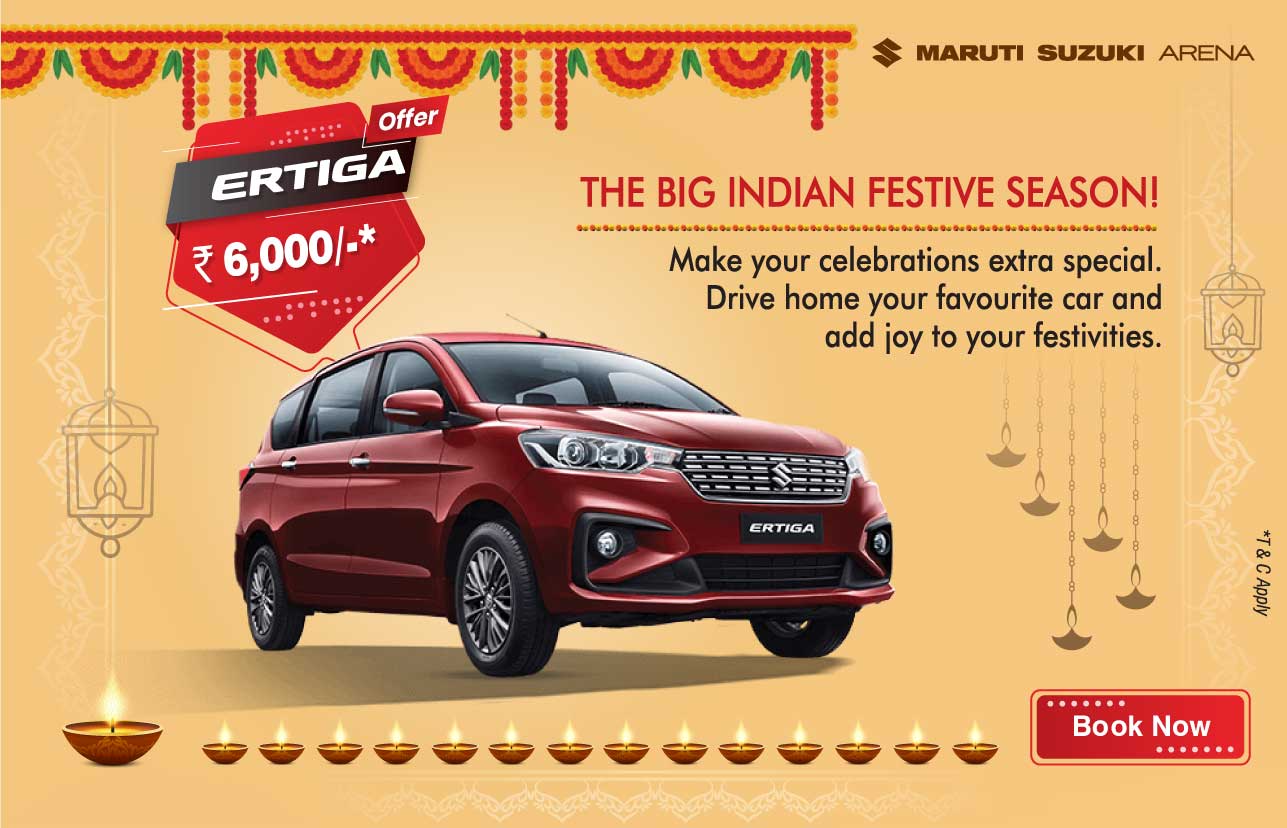 MARUTI SUZUKI ARENA
Offer
ERTIGA
₹ 6,000/-*
THE BIG INDIAN FESTIVE SEASON!
Make your celebrations extra special.
Drive home your favourite car and
add joy to your festivities.
ERTIGA
*T & C Apply
Book Now